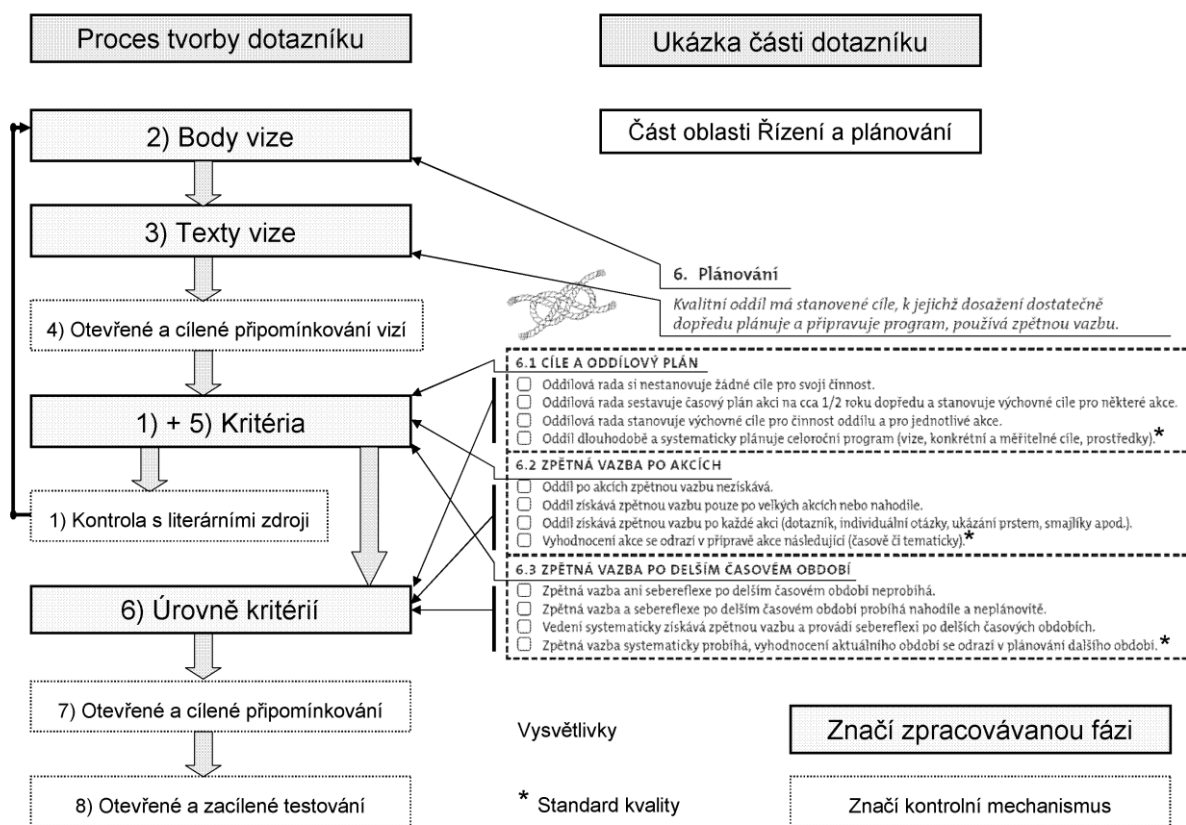 Proces tvorby dotazníku
Ukázka části dotazníku
2) Body vize
Část oblasti Řízení a plánování
3) Texty vize
4) Otevřené a cílené připomínkování vizí
1) + 5) Kritéria
1) Kontrola s literárními zdroji
6) Úrovně kritérií
7) Otevřené a cílené připomínkování
8) Otevřené a zacílené testování
6. Plánování
Kvalitní oddíl má stanovené cíle, k jejichž dosažení dostatečně
dopředu plánuje a připravuje program, používá zpětnou vazbu.
6.1 CÍLE A ODDÍLOVÝ PLÁN
Oddílová rada si nestanovuje žádné cíle pro svoji činnost.
Oddílová rada sestavuje časový plán akcí na cca 1/2 roku dopředu a stanovuje výchovné cíle pro některé akce.
Oddílová rada stanovuje výchovné cíle pro činnost oddílu a pro jednotlivé akce.
Oddíl dlouhodobě a systematicky plánuje celoroční program (vize, konkrétní a měřitelné cíle, prostředky).*
6.2 ZPĚTNÁ VAZBA PO AKCÍCH
Oddíl po akcích zpětnou vazbu nezískává.
Oddíl získává zpětnou vazbu pouze po velkých akcích nebo nahodile.
Oddíl získává zpětnou vazbu po každé akci (dotazník, individuální otázky, ukázání prstem, smajlíky apod.).
Vyhodnocení akce se odrazí v přípravě akce následující (časově či tematicky).*
6.3 ZPĚTNÁ VAZBA PO DELŠÍM ČASOVÉM OBDOBÍ
Zpětná vazba ani sebereflexe po delším časovém období neprobíhá.
Zpětná vazba a sebereflexe po delším časovém období probíhá nahodile a neplánovitě.
Vedení systematicky získává zpětnou vazbu a provádí sebereflexi po delších časových obdobích.
Zpětná vazba systematicky probíhá, vyhodnocení aktuálního období se odrazí v plánování dalšího období. *
Vysvětlivky
Značí zpracovávanou fázi
* Standard kvality
Značí kontrolní mechanismus